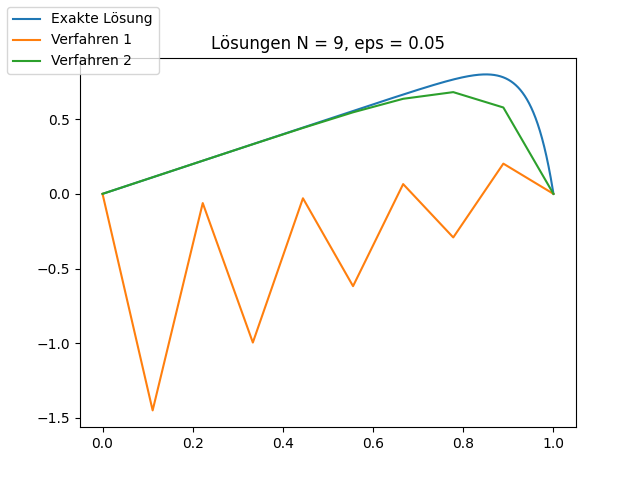 Exakte Lösung
Verfahren 1
Verfahren 2
Lösungen N = 9, eps = 0.05
0.5
0.0
−0.5
−1.0
−1.5
0.0 0.2 0.4 0.6 0.8 1.0